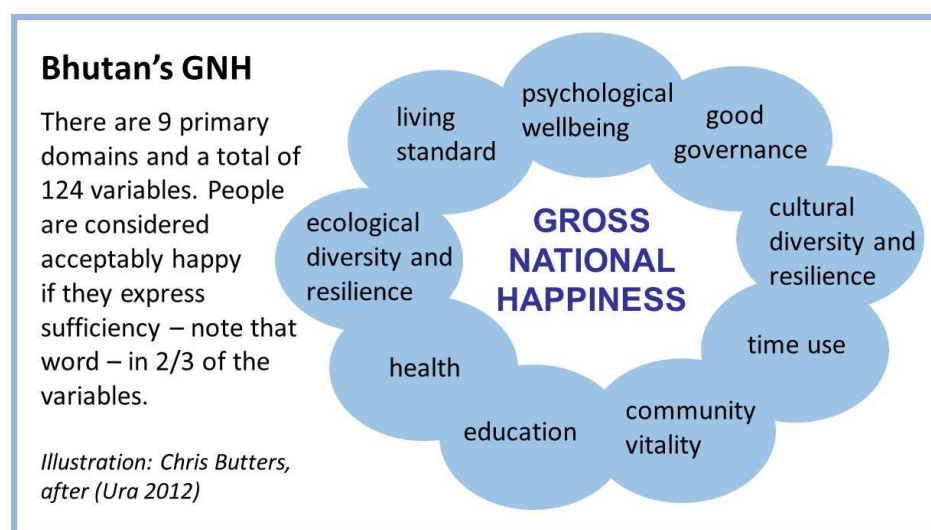 Bhutan’s GNH
There are 9 primary
domains and a total of
124 variables. People
are considered
acceptably happy
if they express
sufficiency – note that
word – in 2/3 of the
variables.
Illustration: Chris Butters,
after (Ura 2012)
psychological
wellbeing
good
governance
cultural
diversity and
resilience
time use
community
vitality
education
health
ecological
diversity and
resilience
living
standard
GROSS
NATIONAL
HAPPINESS